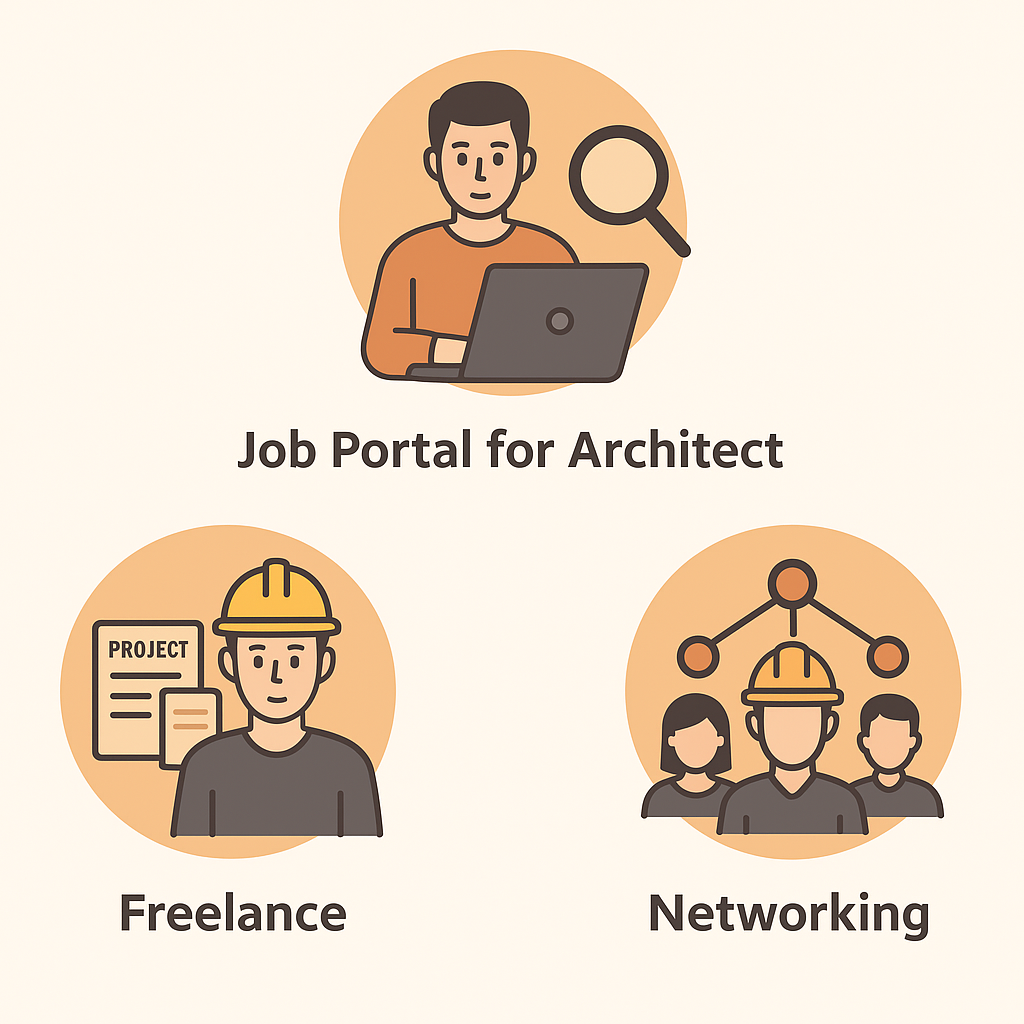 Job Portal for Architect
PROJECT
Freelance
Networking